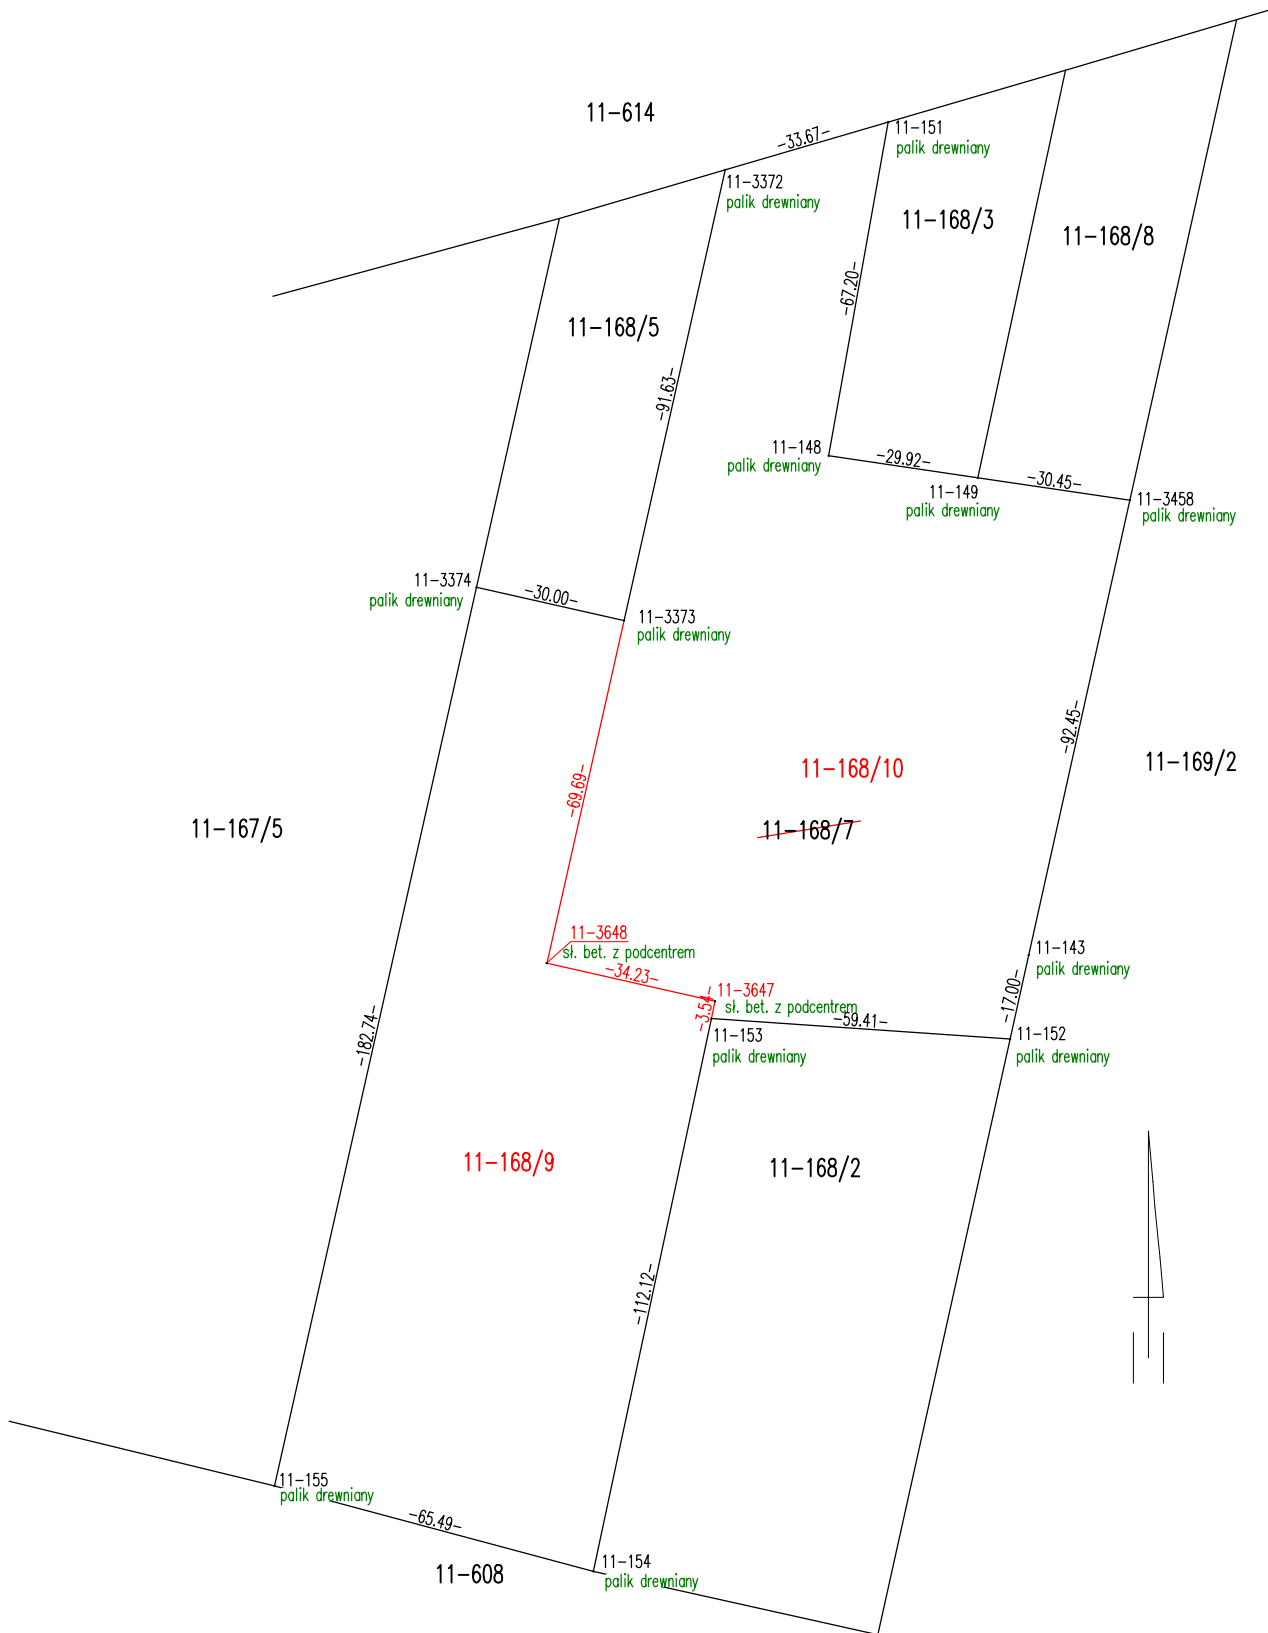 11-614
-33.67-
11-151
palik drewniany
11-3372
palik drewniany
11-168/3
11-168/8
-67.20-
11-168/5
-91.63-
11-148
palik drewniany
-29.92-
11-149
palik drewniany
-30.45-
11-3458
palik drewniany
11-3374
palik drewniany
-30.00-
11-3373
palik drewniany
-92.45-
11-168/10
11-169/2
-69.69-
11-167/5
11-168/7
11-3648
sł. bet. z podcentrem
-34.23-
11-143
palik drewniany
11-3647
sł. bet. z podcentrem
-3.54-
-17.00-
-59.41-
11-153
palik drewniany
11-152
palik drewniany
-182.74-
11-168/9
11-168/2
-112.12-
11-155
palik drewniany
-65.49-
11-608
11-154
palik drewniany